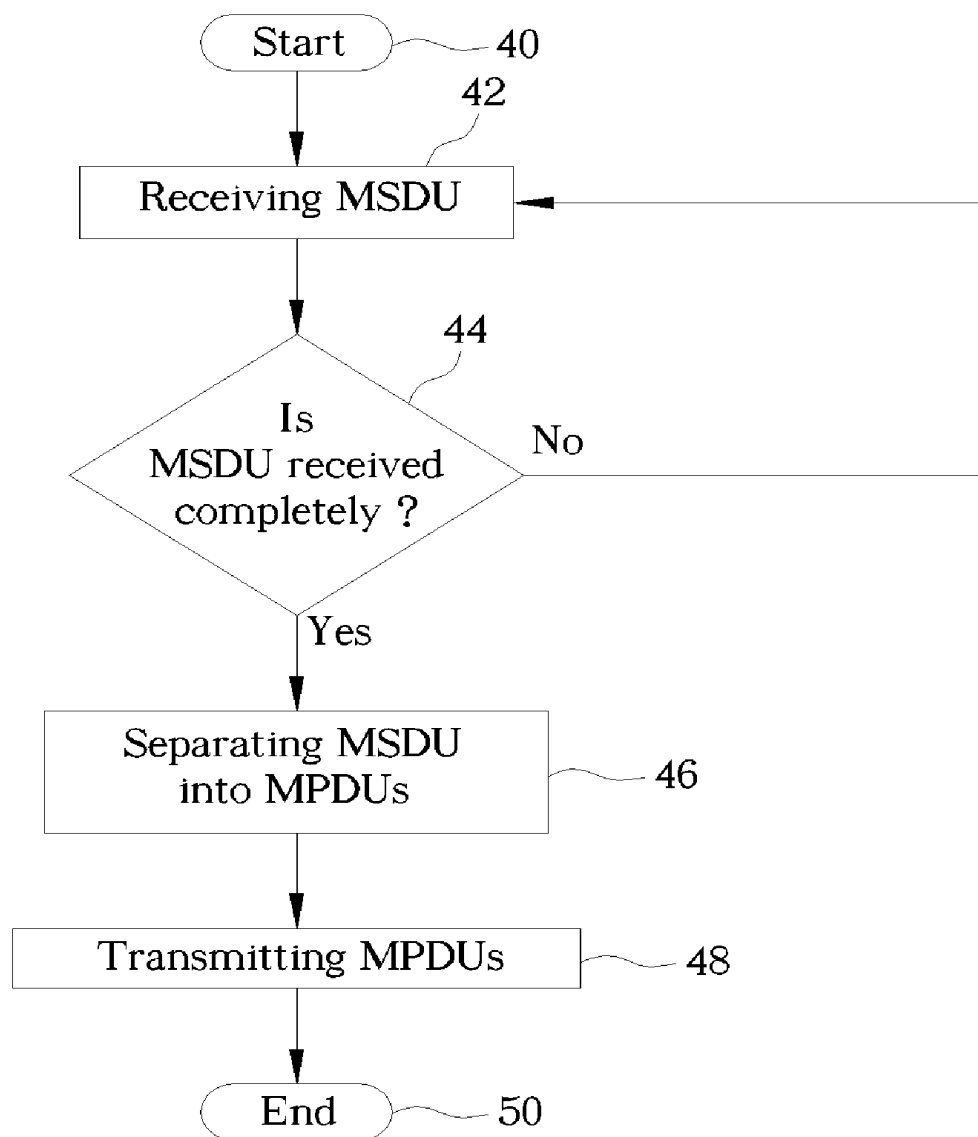 Start
40
42
Receiving MSDU
44
Is
MSDU received
completely ?
No
Yes
Separating MSDU
into MPDUs
46
Transmitting MPDUs
48
End
50